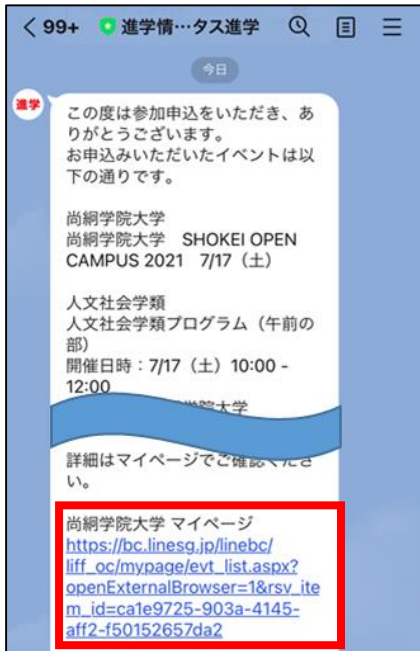 99+ 進学情…タス進学
今日
進学
この度は参加申込をいただき、あ
りがとうございます。
お申込みいただいたイベントは以
下の通りです。
尚絅学院大学
尚絅学院大学 SHOKEI OPEN
CAMPUS 2021 7/17（土）
人文社会学類
人文社会学類プログラム（午前の
部）
開催日時：7/17（土）10:00 -
12:00
学院大学
詳細はマイページでご確認くださ
い。
尚絅学院大学 マイページ
https://bc.linesg.jp/linebc/
liff_oc/mypage/evt_list.aspx?
openExternalBrowser=1&rsv_ite
m_id=ca1e9725-903a-4145-
aff2-f50152657da2